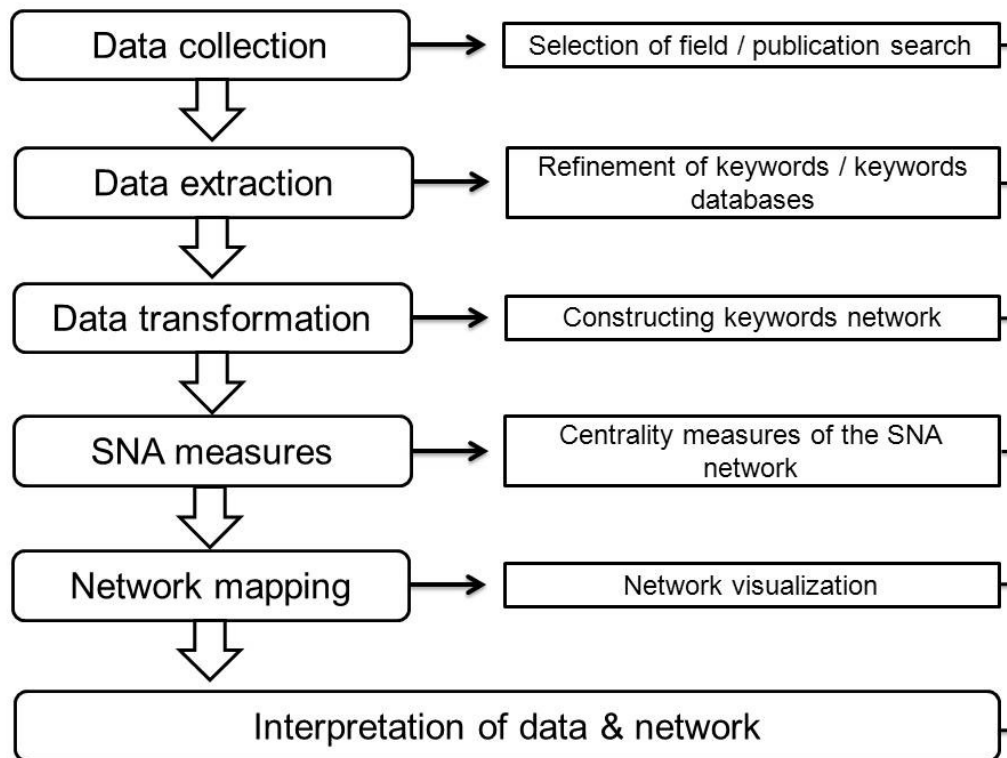 Data collection
Selection of field / publication search
Data extraction
Refinement of keywords / keywords
databases
Data transformation
Constructing keywords network
SNA measures
Centrality measures of the SNA
network
Network mapping
Network visualization
Interpretation of data & network